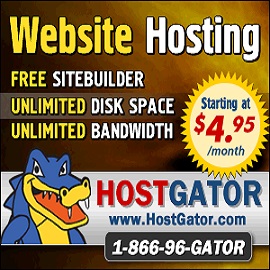 Website Hosting
FREE SITEBUILDER
UNLIMITED DISK SPACE
UNLIMITED BANDWIDTH
Starting at
$4.95
/month
HOSTGATOR
www.HostGator.com
1-866-96-GATOR